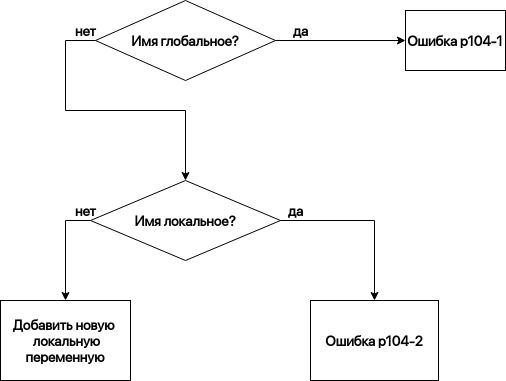 нет
Имя глобальное?
да
Ошибка p104-1
нет
Имя локальное?
да
Добавить новую
локальную
переменную
Ошибка p104-2